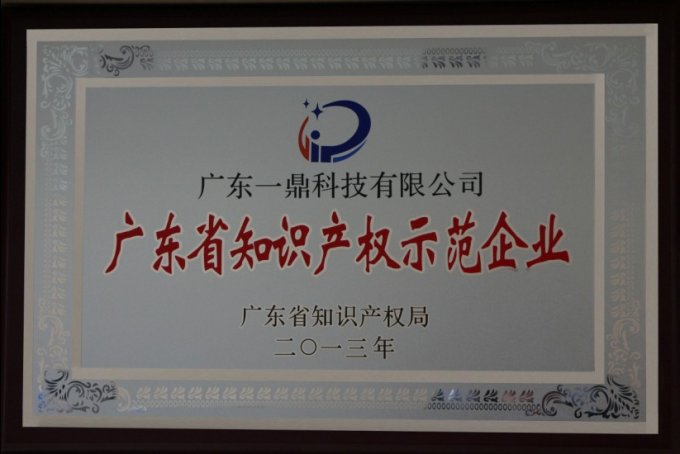 广东一鼎科技有限公司
广东省知识产权示范企业
广东省知识产权局
二〇一三年